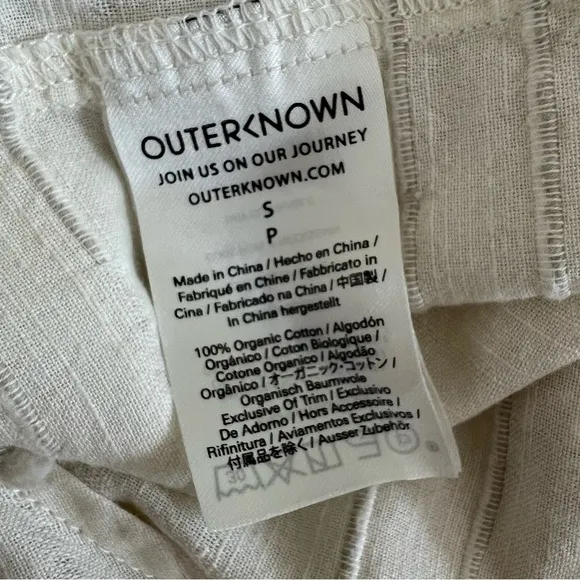 OUTERKNOWN
JOIN US ON OUR JOURNEY
OUTERKNOWN.COM
S
P
Made in China / Hecho en China /
Fabriqué en Chine / Fabbricato in
Cina / Fabricado na China / 中国製 /
In China hergestellt
100% Organic Cotton / Algodón
Orgánico / Coton Biologique /
Cotone Organico / Algodão
Orgânico / オーガニック·コットン /
Organisch Baumwolle
Exclusive Of Trim / Exclusivo
De Adorno / Hors Accessoire /
Rifinitura / Aviamentos Exclusivos /
付属品を除く / Ausser Zubehör